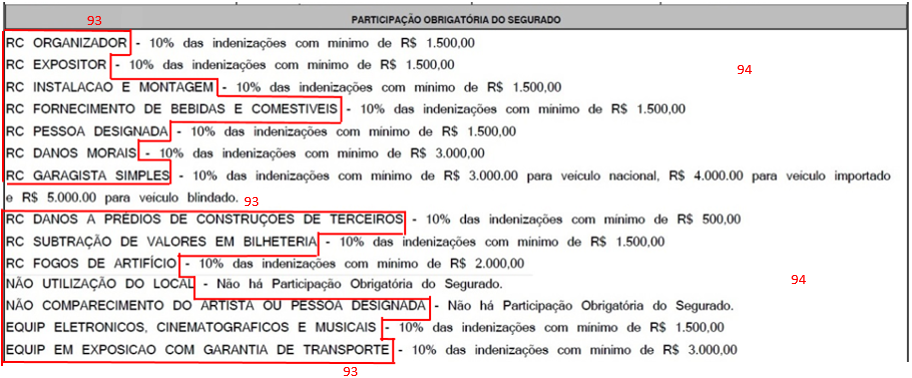 93
PARTICIPAÇÃO OBRIGATÓRIA DO SEGURADO
RC ORGANIZADOR - 10% das indenizações com mínimo de R$ 1.500,00
RC EXPOSITOR - 10% das indenizações com mínimo de R$ 1.500,00
94
RC INSTALACAO E MONTAGEM - 10% das indenizações com mínimo de R$ 1.500,00
RC FORNECIMENTO DE BEBIDAS E COMESTIVEIS - 10% das indenizações com mínimo de R$ 1.500,00
RC PESSOA DESIGNADA - 10% das indenizações com mínimo de R$ 1.500,00
RC DANOS MORAIS - 10% das indenizações com mínimo de R$ 3.000,00
RC GARAGISTA SIMPLES - 10% das indenizações com mínimo de R$ 3.000,00 para veículo nacional, R$ 4.000,00 para veículo importado
e R$ 5.000.00 para veículo blindado.
93
RC DANOS A PRÉDIOS DE CONSTRUÇOES DE TERCEIROS - 10% das indenizações com mínimo de R$ 500,00
RC SUBTRAÇÃO DE VALORES EM BILHETERIA - 10% das indenizações com mínimo de R$ 1.500,00
RC FOGOS DE ARTIFÍCIO - 10% das indenizações com mínimo de R$ 2.000,00
94
NÃO UTILIZAÇÃO DO LOCAL - Não há Participação Obrigatória do Segurado.
NÃO COMPARECIMENTO DO ARTISTA OU PESSOA DESIGNADA - Não há Participação Obrigatória do Segurado.
EQUIP ELETRONICOS, CINEMATOGRAFICOS E MUSICAIS - 10% das indenizações com mínimo de R$ 1.500,00
EQUIP EM EXPOSICAO COM GARANTIA DE TRANSPORTE - 10% das indenizações com mínimo de R$ 3.000,00
93